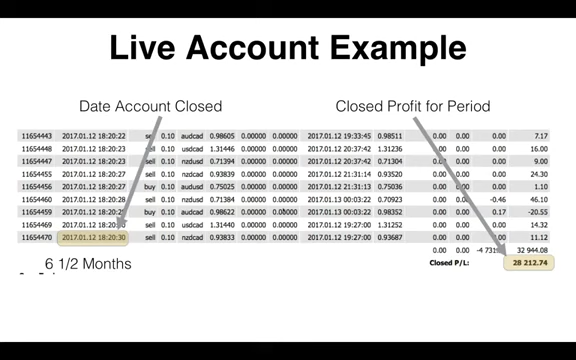 Live Account Example
Date Account Closed
Closed Profit for Period
11654443 2017.01.12 18:20:22 0.10 audcad 0.98605 0.00000 0.00000 2017.01.12 19:33:45 0.98511 0.00 0.00 0.00 7.17
11654448 2017.01.12 18:20:23 sell 0.10 usdcad 1.31446 0.00000 0.00000 2017.01.12 20:37:42 1.31236 0.00 0.00 16.00
11654447 2017.01.12 18:20:23 sell 0.10 nzdusd 0.71394 0.00000 0.00000 2017.01.12 20:37:42 0.71304 0.00 0.00 0.00 9.00
11654454 2017.01.12 18:20:27 sell 0.10 nzdcad 0.93839 0.00000 0.00000 2017.01.12 21:31:14 0.93520 0.00 0.00 0.00 24.30
11654455 2017.01.12 18:20:27 buy 0.10 audusd 0.75025 0.00000 0.00000 2017.01.12 21:31:13 0.75036 0.00 0.00 0.00 1.10
11654460 2017.01.12 18:20:28 sell 0.10 nzdusd 0.71384 0.00000 0.00000 2017.01.13 00:03:22 0.70923 0.00 0.00 -0.46 46.10
11654459 2017.01.12 buy 0.10 audcad 0.98622 0.00000 0.00000 2017.01.13 00:03:22 0.98352 0.00 0.00 0.17 -20.55
2017.01.12 sell 0.10 usdcad 1.31440 0.00000 0.00000 2017.01.12 19:27:00 1.31252 0.00 0.00 0.00 14.32
11654470 2017.01.12 18:20:30 sell 0.10 nzdcad 0.93833 0.00000 0.00000 2017.01.12 19:27:00 0.93687 0.00 0.00 11.12
0.00 0.00 32 944.08
6 1/2 Months
Closed P/L: 28 212.74